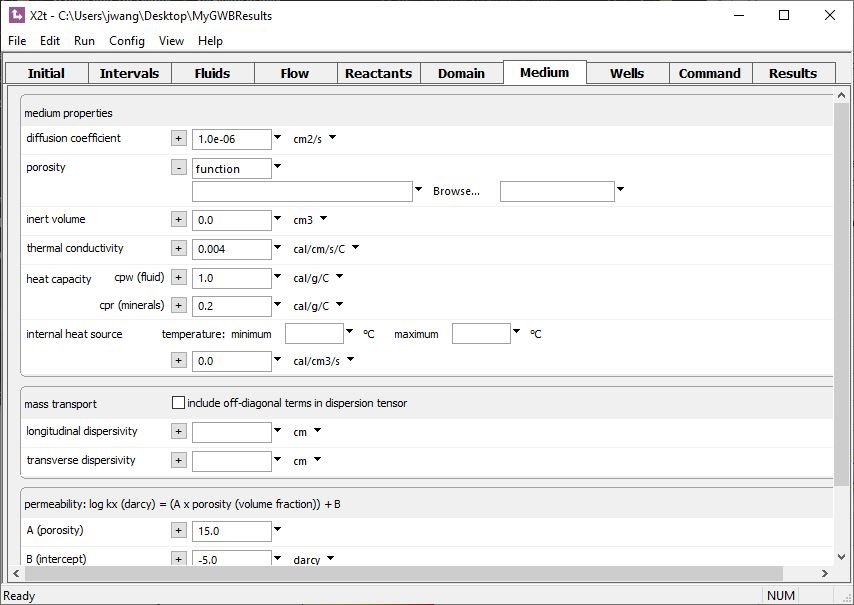 X2t - C:\Users\jwang\Desktop\MyGWBResults
File Edit Run Config View Help
Initial Intervals Fluids Flow Reactants Domain Medium Wells Command Results
medium properties
diffusion coefficient + 1.0e-06 cm2/s
porosity - function
Browse...
inert volume + 0.0 cm3
thermal conductivity + 0.004 cal/cm/s/C
heat capacity cpw (fluid) + 1.0 cal/g/C
cpr (minerals) + 0.2 cal/g/C
internal heat source temperature: minimum ºC maximum ºC
+ 0.0 cal/cm3/s
mass transport include off-diagonal terms in dispersion tensor
longitudinal dispersivity + cm
transverse dispersivity + cm
permeability: log kx (darcy) = (A x porosity (volume fraction)) + B
A (porosity) + 15.0
B (intercept) + -5.0 darcy
Ready NUM